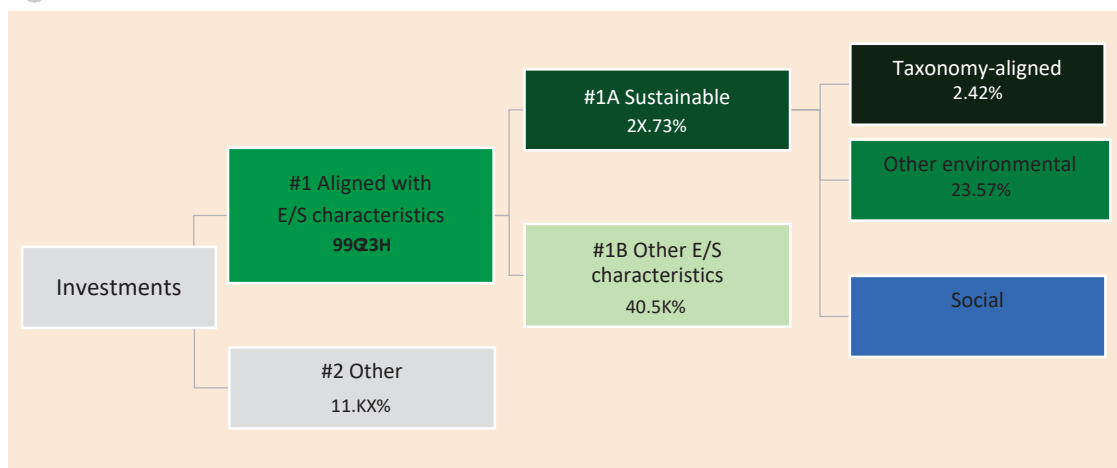 Investments
#1 Aligned with
E/S characteristics
99G23H
#2 Other
11.KX%
#1A Sustainable
2X.73%
#1B Other E/S
characteristics
40.5K%
Taxonomy-aligned
2.42%
Other environmental
23.57%
Social